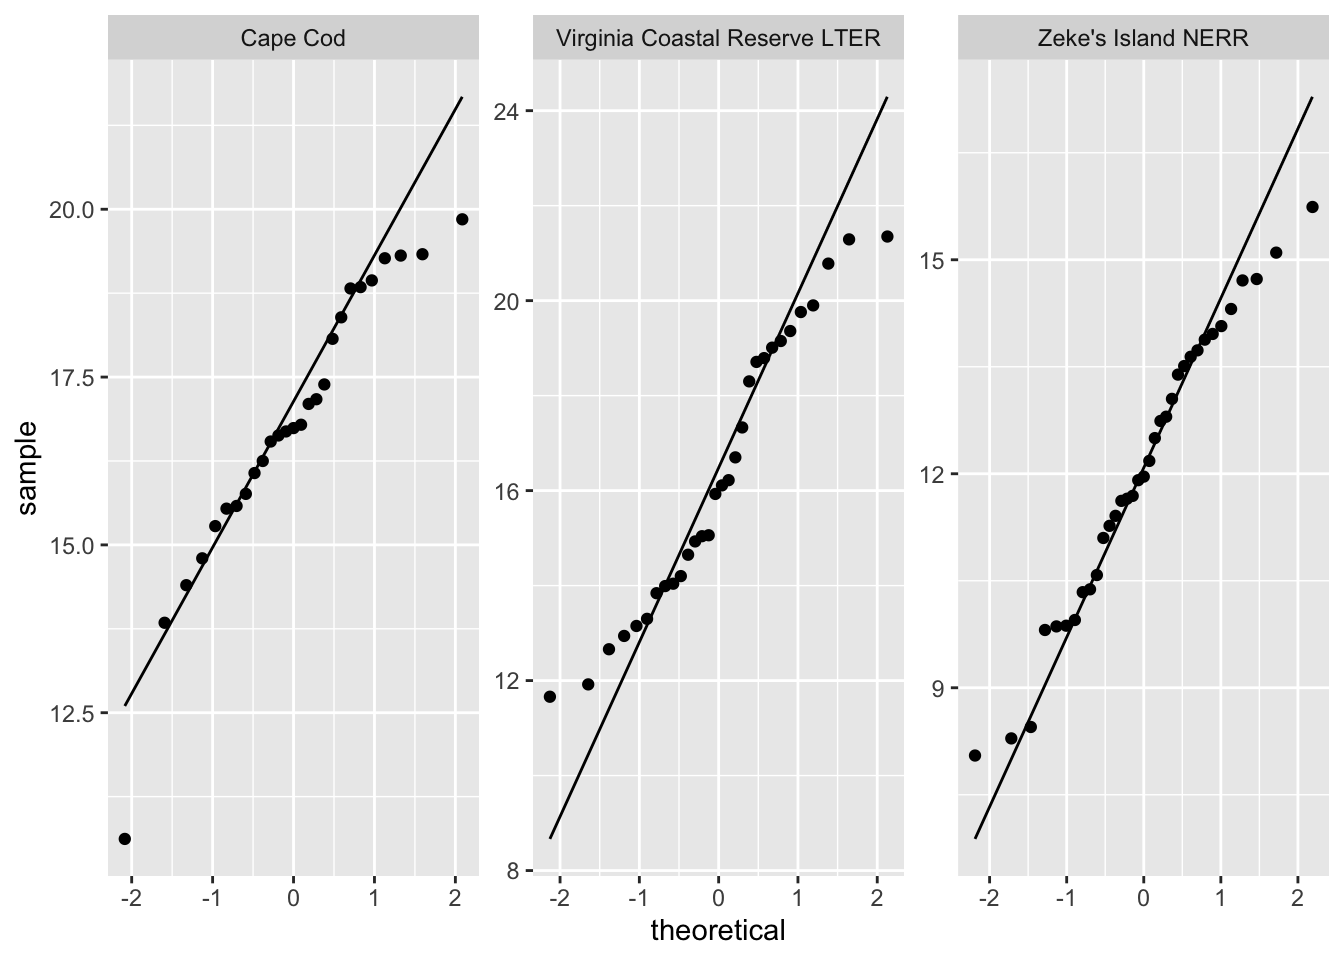 Cape Cod
Virginia Coastal Reserve LTER
Zeke's Island NERR
sample
20.0
17.5
15.0
12.5
24
20
16
12
8
15
12
9
-2 -1 0 1 2
-2 -1 0 1 2
-2 -1 0 1 2
theoretical